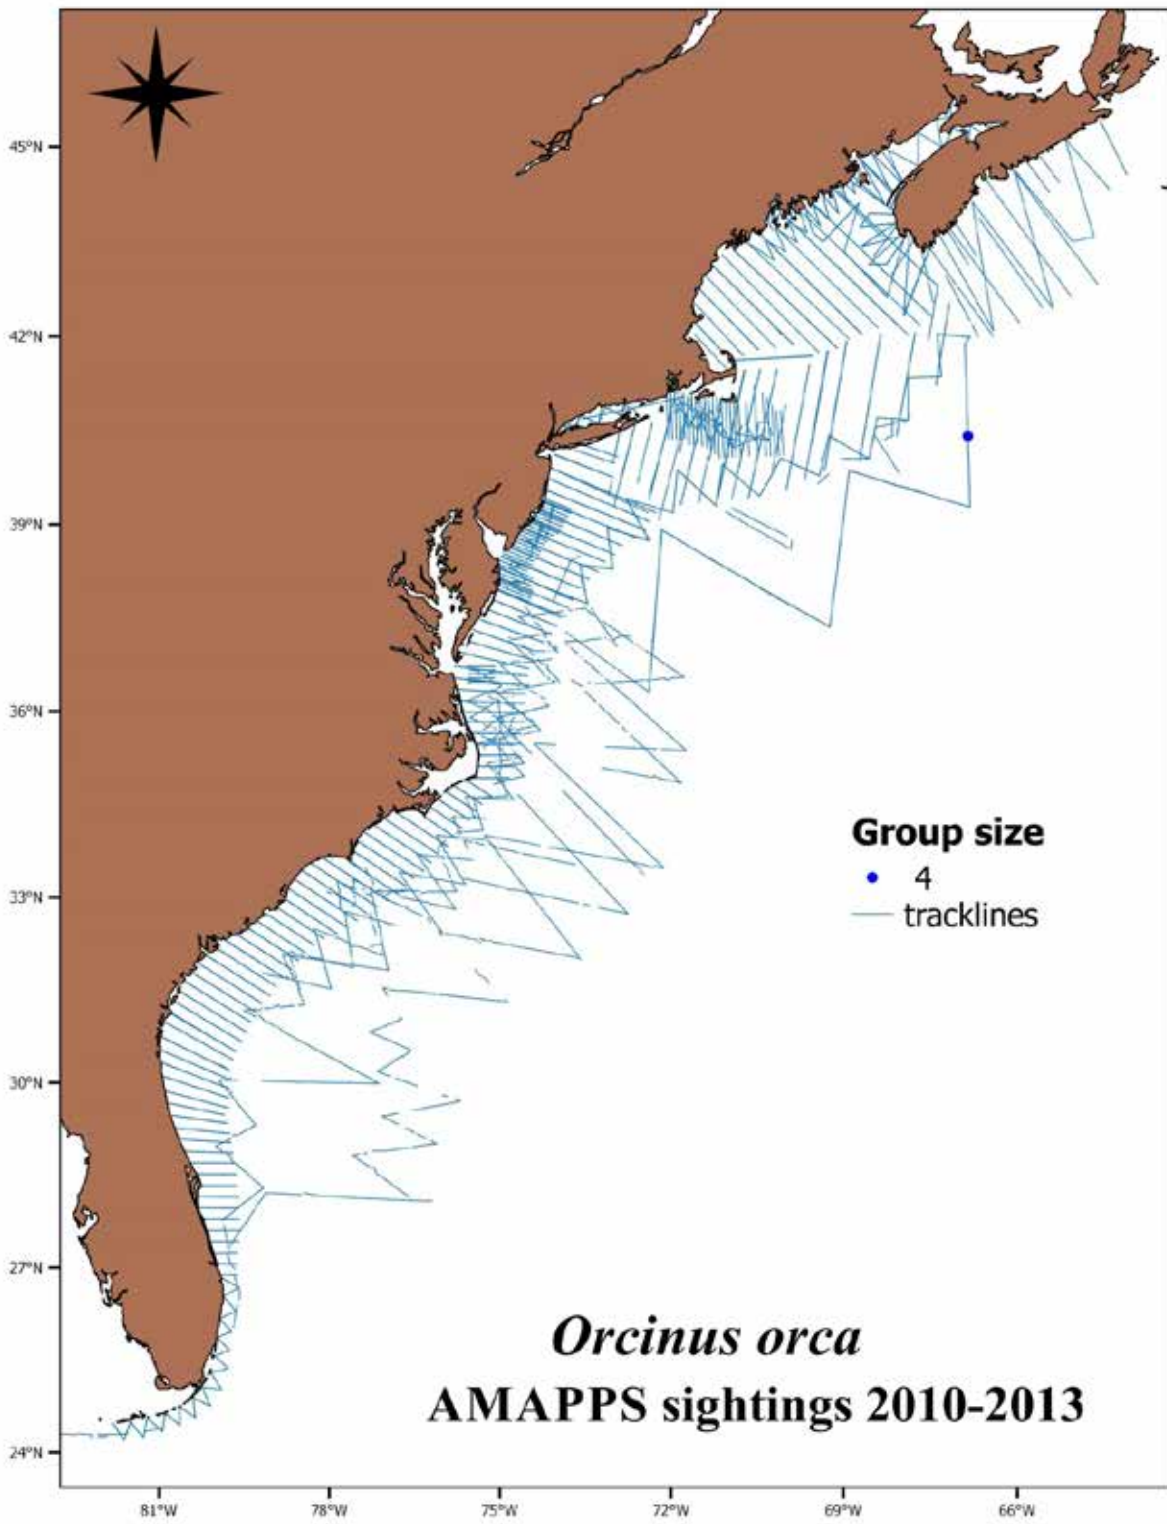 45°N
42°N
39°N
36°N
Group size
4
33°N
tracklines
30°N
27°N
Orcinus orca
AMAPPS sightings 2010-2013
24°N
81°W 78°W 75°W 72°W 69°W 66°W